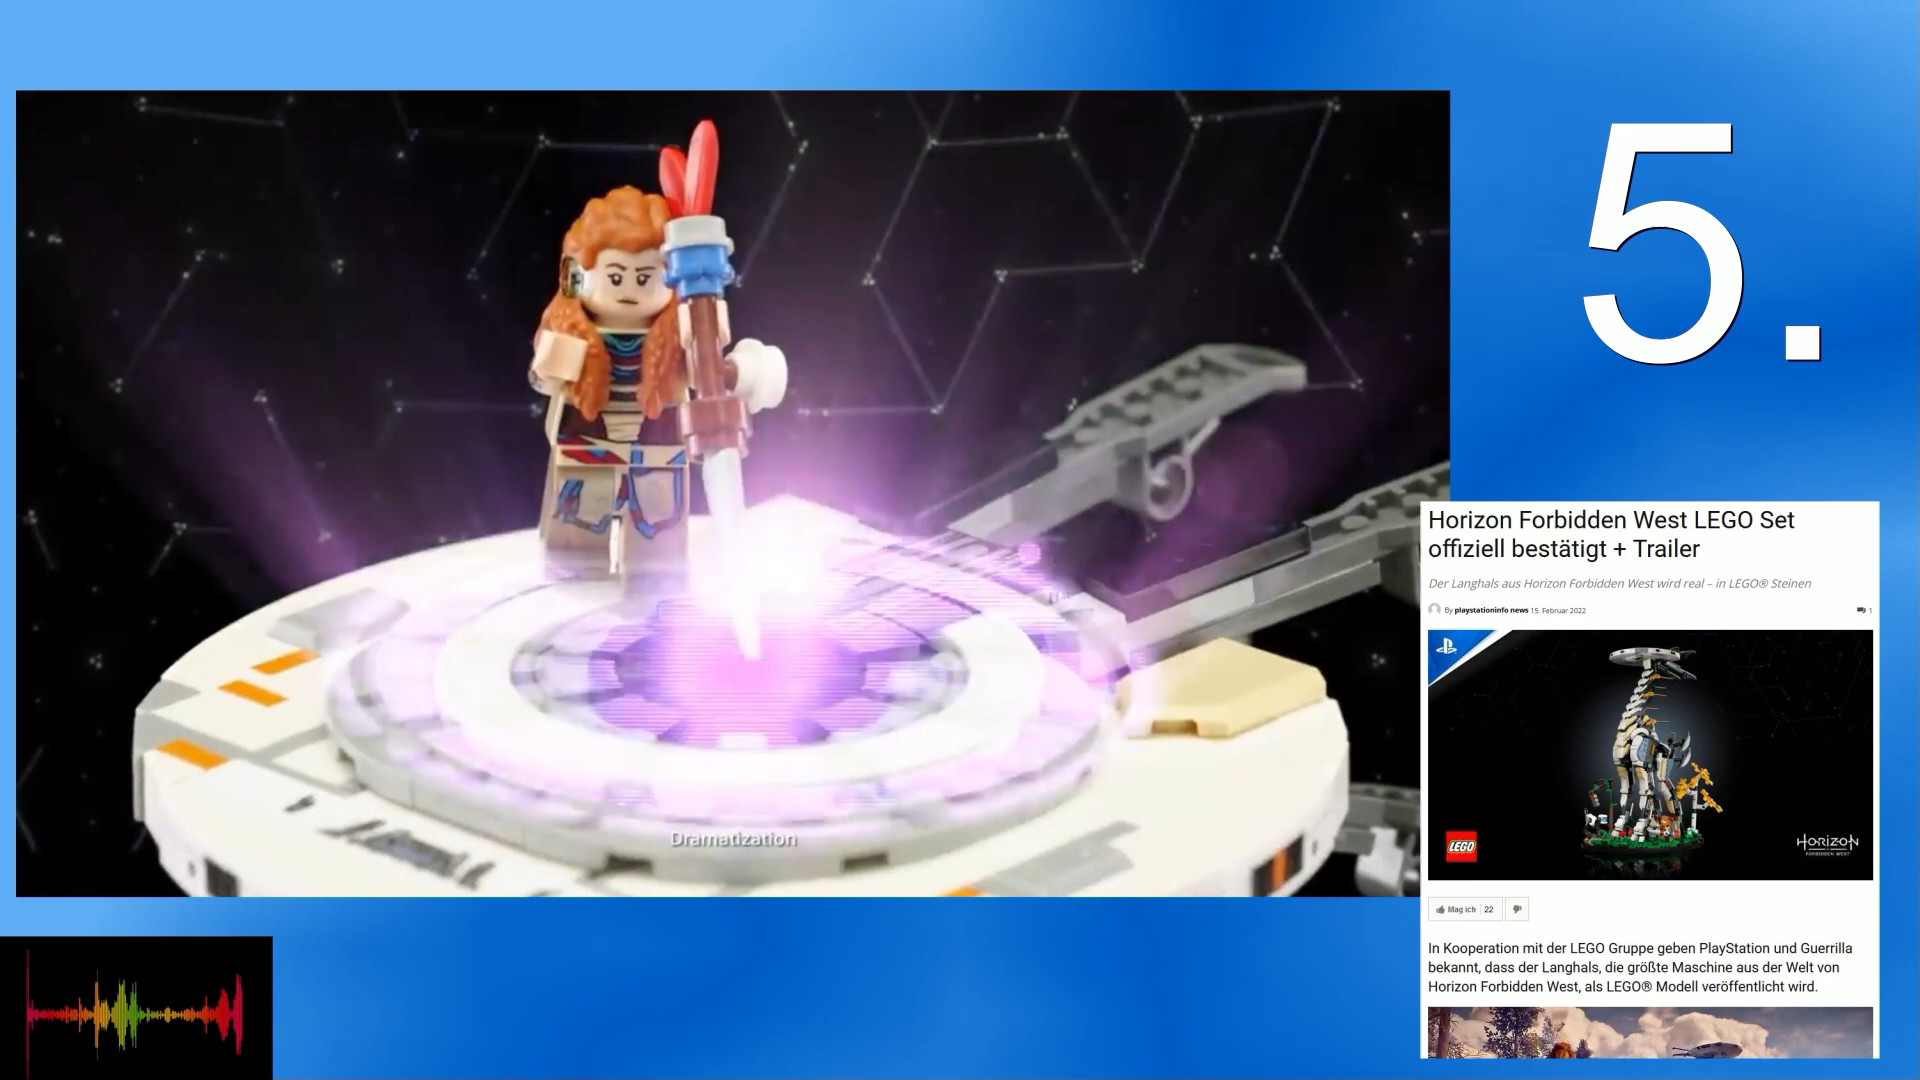 5.
Dramatization
Horizon Forbidden West LEGO Set
offiziell bestätigt + Trailer
Der Langhals aus Horizon Forbidden West wird real – in LEGO® Steinen
By playstationinfo news 15. Februar 2022
1
LEGO
HORIZON
FORBIDDEN WEST
Mag ich 22
In Kooperation mit der LEGO Gruppe geben PlayStation und Guerrilla
bekannt, dass der Langhals, die größte Maschine aus der Welt von
Horizon Forbidden West, als LEGO® Modell veröffentlicht wird.